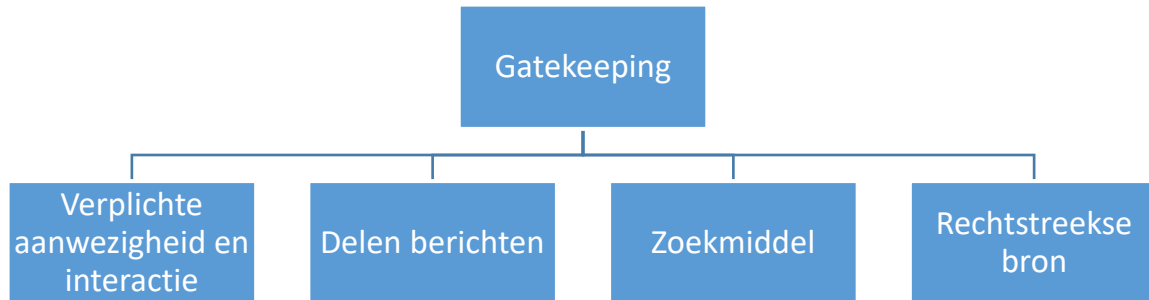 Gatekeeping
Verplichte
aanwezigheid en
interactie
Delen berichten
Zoekmiddel
Rechtstreekse
bron